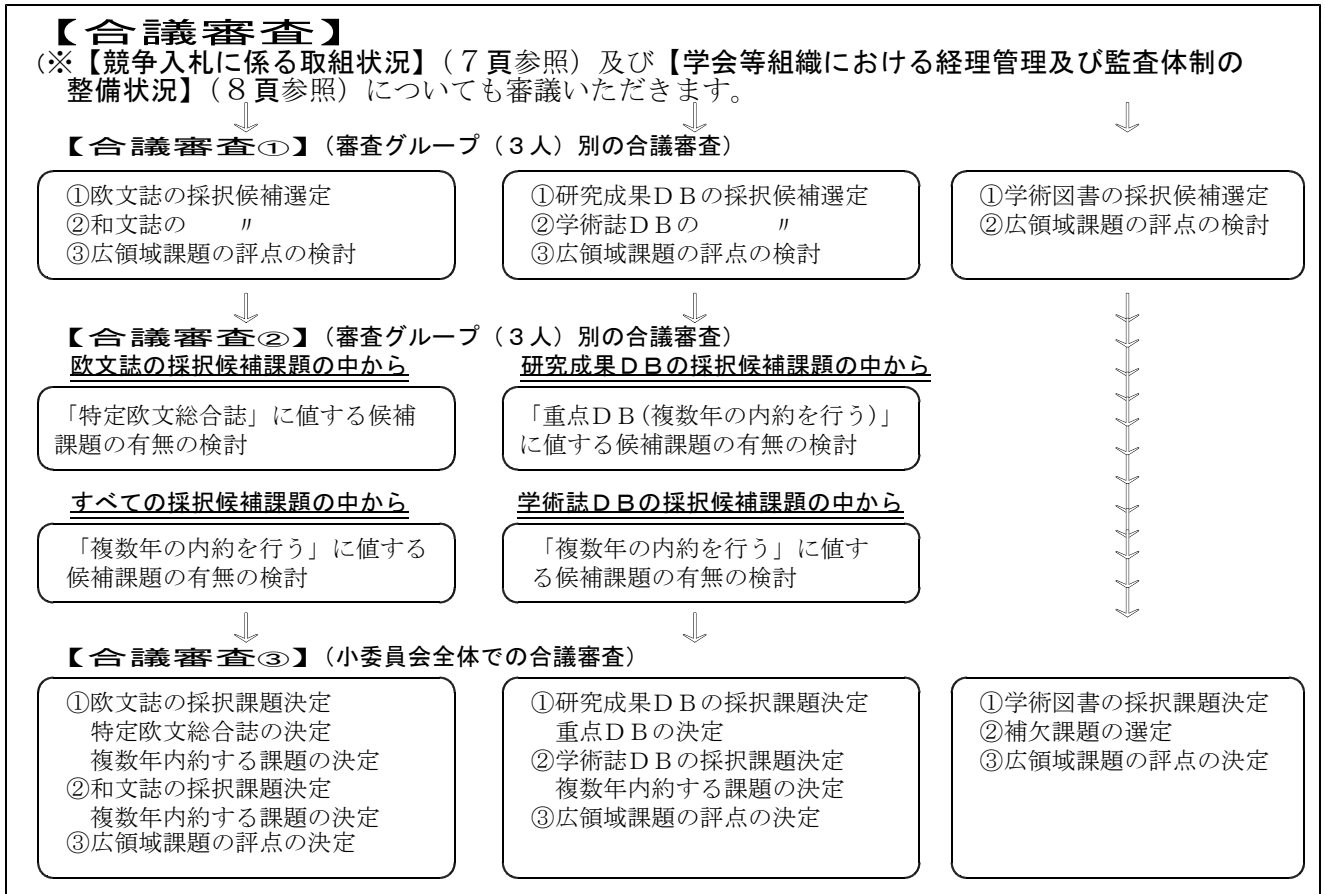 【合議審査】
(※【競争入札に係る取組状況】（７頁参照）及び【学会等組織における経理管理及び監査体制の
整備状況】（８頁参照）についても審議いただきます。
【合議審査①】（審査グループ（３人）別の合議審査）
①欧文誌の採択候補選定
②和文誌の　　〃
③広領域課題の評点の検討
①研究成果ＤＢの採択候補選定
②学術誌ＤＢの　　〃
③広領域課題の評点の検討
①学術図書の採択候補選定
②広領域課題の評点の検討
【合議審査②】（審査グループ（３人）別の合議審査）
欧文誌の採択候補課題の中から
「特定欧文総合誌」に値する候補
課題の有無の検討
研究成果ＤＢの採択候補課題の中から
「重点ＤＢ(複数年の内約を行う)」
に値する候補課題の有無の検討
すべての採択候補課題の中から
「複数年の内約を行う」に値する
候補課題の有無の検討
学術誌ＤＢの採択候補課題の中から
「複数年の内約を行う」に値す
る候補課題の有無の検討
【合議審査③】（小委員会全体での合議審査）
①欧文誌の採択課題決定
特定欧文総合誌の決定
複数年内約する課題の決定
②和文誌の採択課題決定
複数年内約する課題の決定
③広領域課題の評点の決定
①研究成果ＤＢの採択課題決定
重点ＤＢの決定
②学術誌ＤＢの採択課題決定
複数年内約する課題の決定
③広領域課題の評点の決定
①学術図書の採択課題決定
②補欠課題の選定
③広領域課題の評点の決定